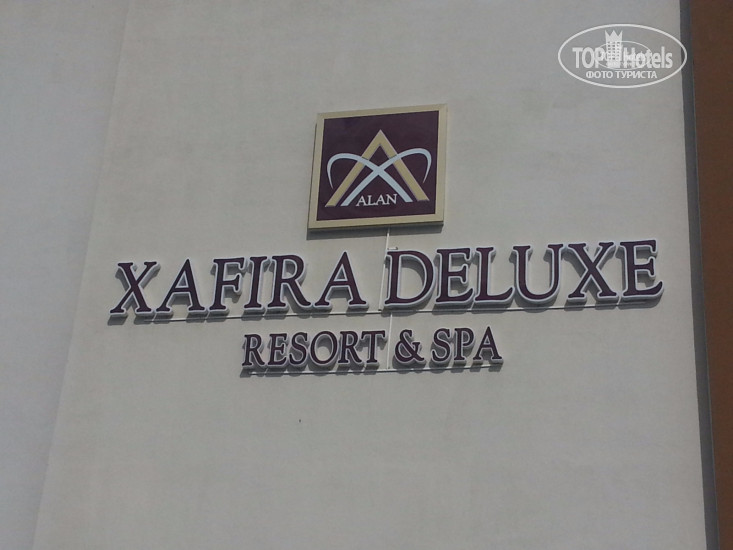 TOP Hotels
ФОТО ТУРИСТА
ALAN
XAFIRA DELUXE
RESORT & SPA